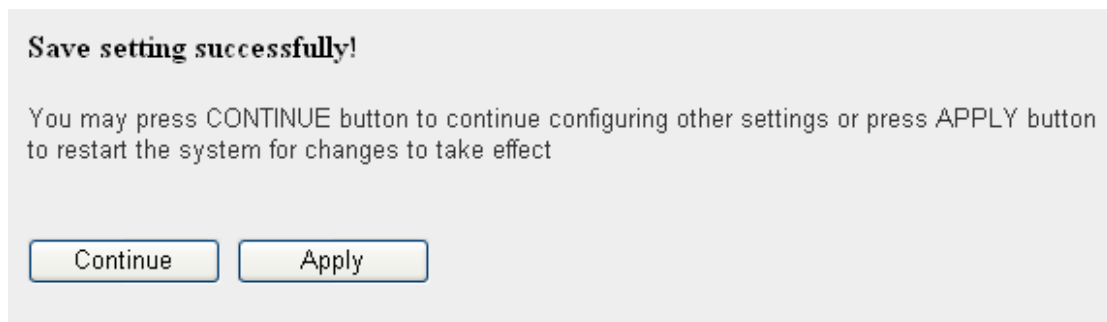 Save setting successfully!
You may press CONTINUE button to continue configuring other settings or press APPLY button
to restart the system for changes to take effect
Continue Apply